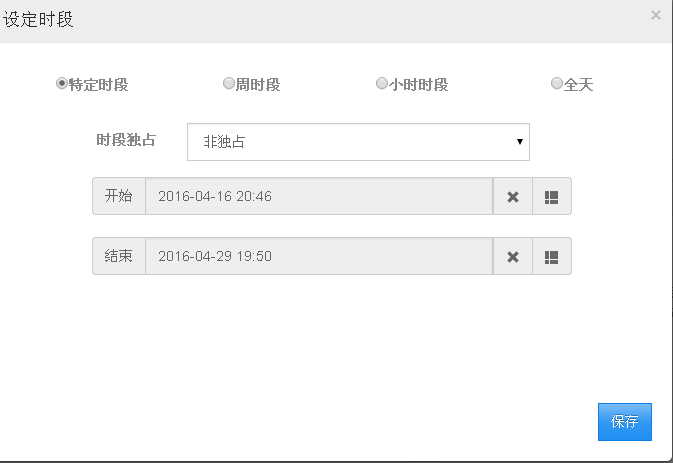 设定时段
特定时段 周时段 小时时段 全天
时段独占 非独占
开始 2016-04-16 20:46
结束 2016-04-29 19:50
保存